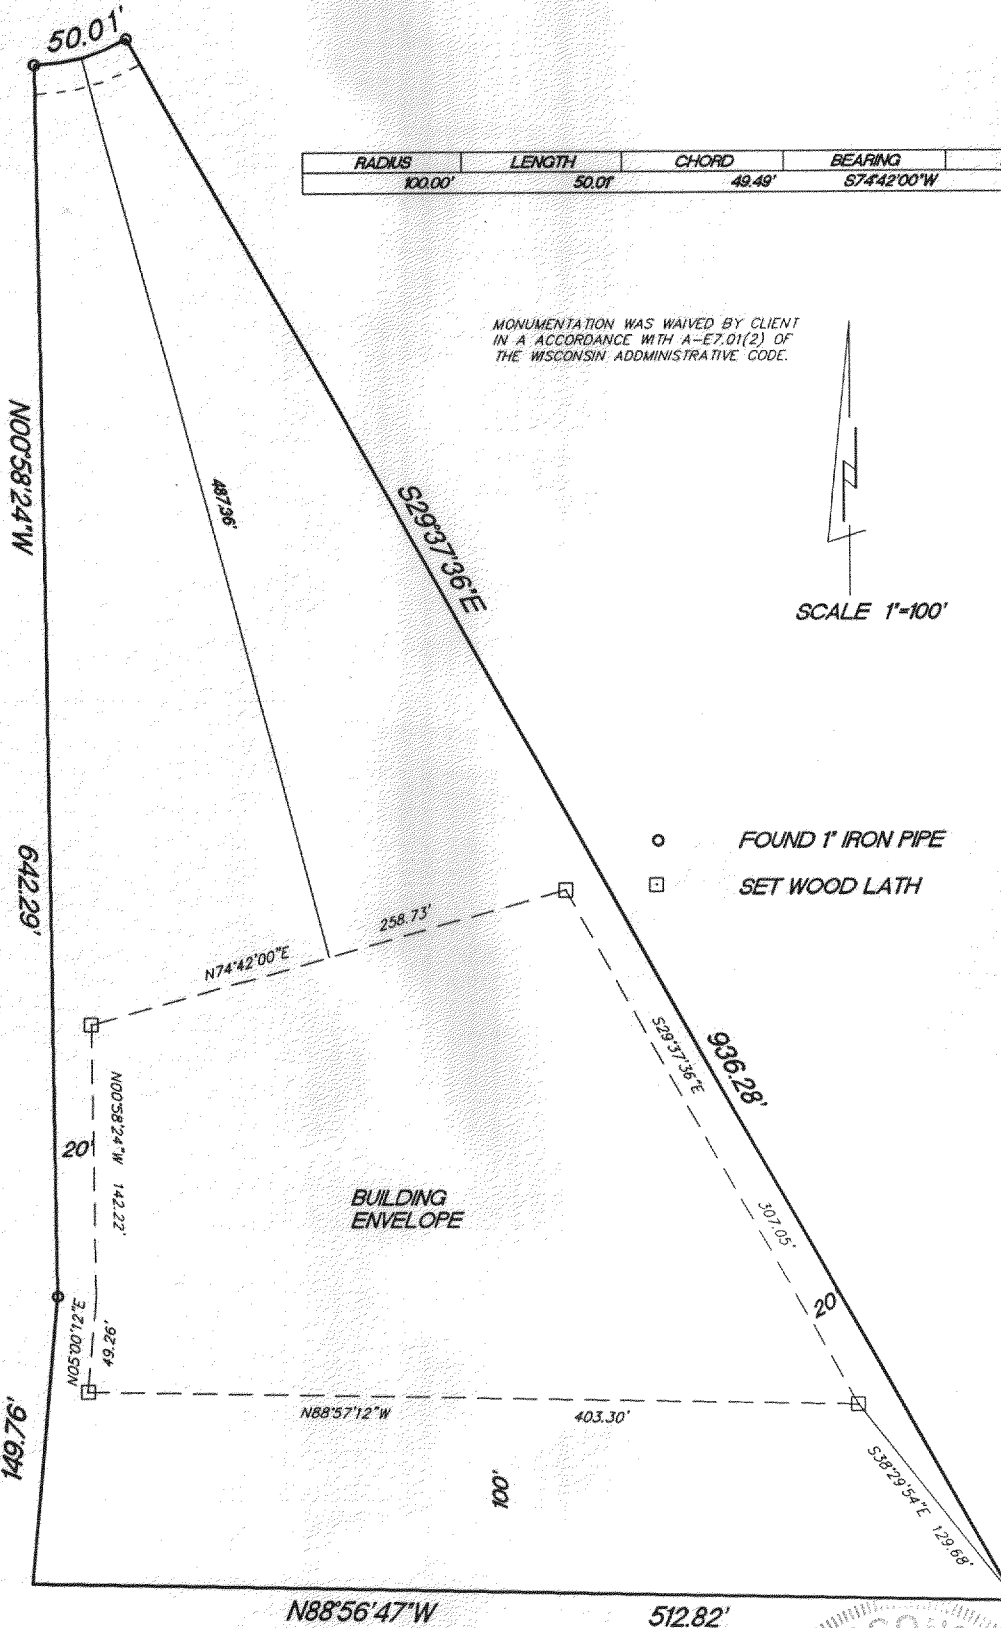 50.01'
RADIUS LENGTH CHORD BEARING
100.00' 50.01' 49.49' S74°42'00"W
MONUMENTATION WAS WAIVED BY CLIENT
IN A ACCORDANCE WITH A-E7.01(2) OF
THE WISCONSIN ADDMINISTRATIVE CODE.
N00°58'24"W
487.36'
S29°37'36"E
SCALE 1"=100'
642.29'
FOUND 1" IRON PIPE
SET WOOD LATH
N74°42'00"E
258.73'
S29°37'36"E
936.28'
N00°58'24"W 142.22'
20'
BUILDING
ENVELOPE
307.05'
20'
N05°00'12"E
49.26'
149.76'
N88°57'12"W
403.30'
100'
S38°29'54"E 129.68'
N88°56'47"W
512.82'